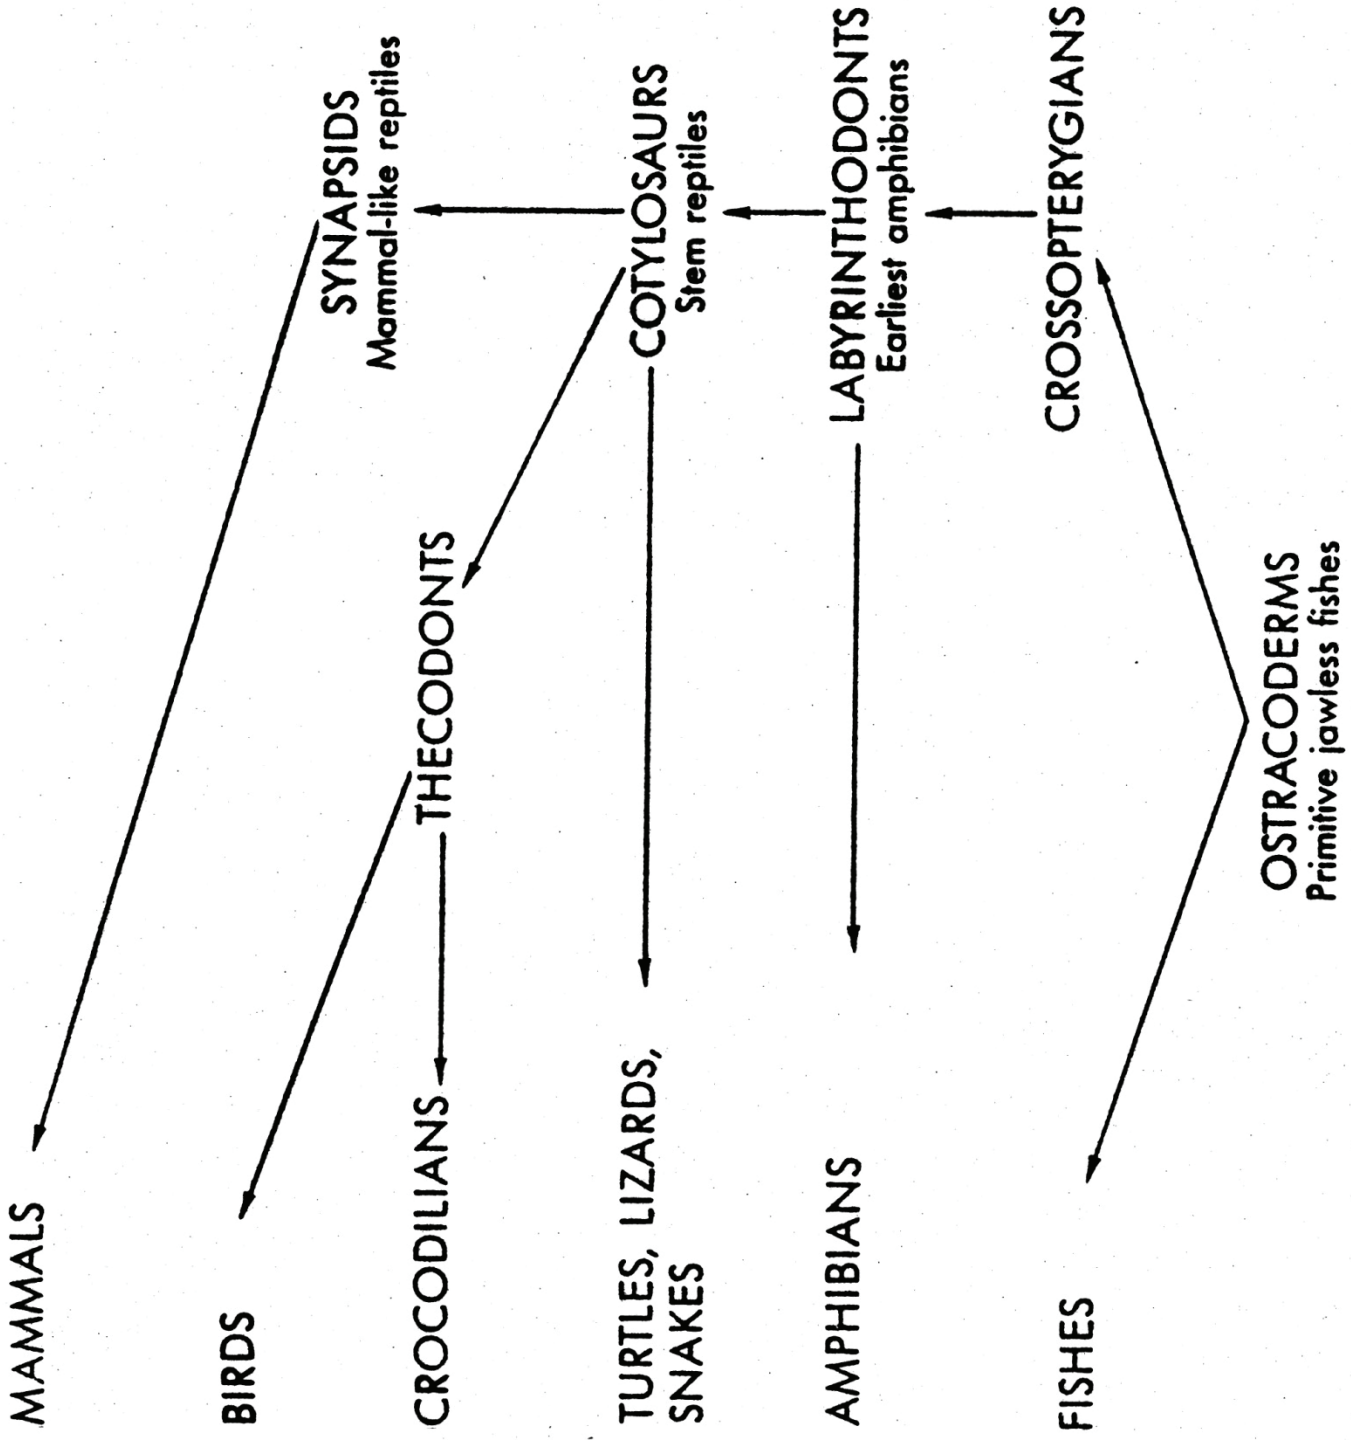 MAMMALS
SYNAPSIDS
Mammal-like reptiles
BIRDS
THECODONTS
CROCODILIANS
COTYLOSAURS
Stem reptiles
TURTLES, LIZARDS,
SNAKES
LABYRINTHODONTS
Earliest amphibians
AMPHIBIANS
CROSSOPTERYGIANS
FISHES
OSTRACODERMS
Primitive jawless fishes